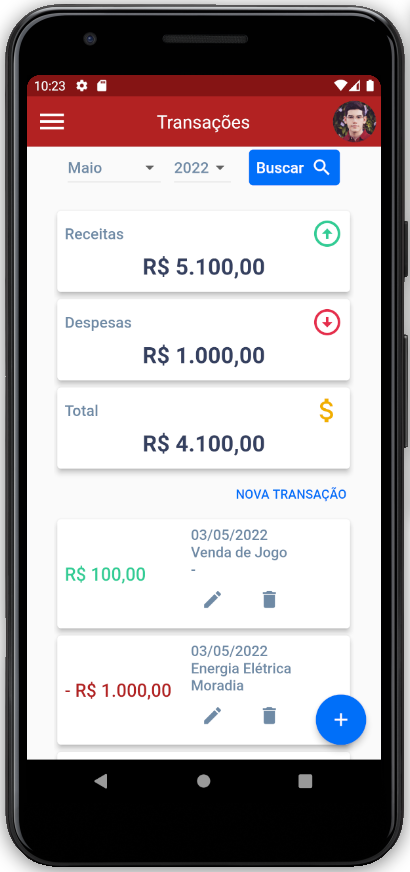 10:23
Transações
Maio
2022
Buscar
Receitas
R$ 5.100,00
Despesas
R$ 1.000,00
Total
$
R$ 4.100,00
NOVA TRANSAÇÃO
03/05/2022
Venda de Jogo
-
R$ 100,00
03/05/2022
Energia Elétrica
Moradia
- R$ 1.000,00
+